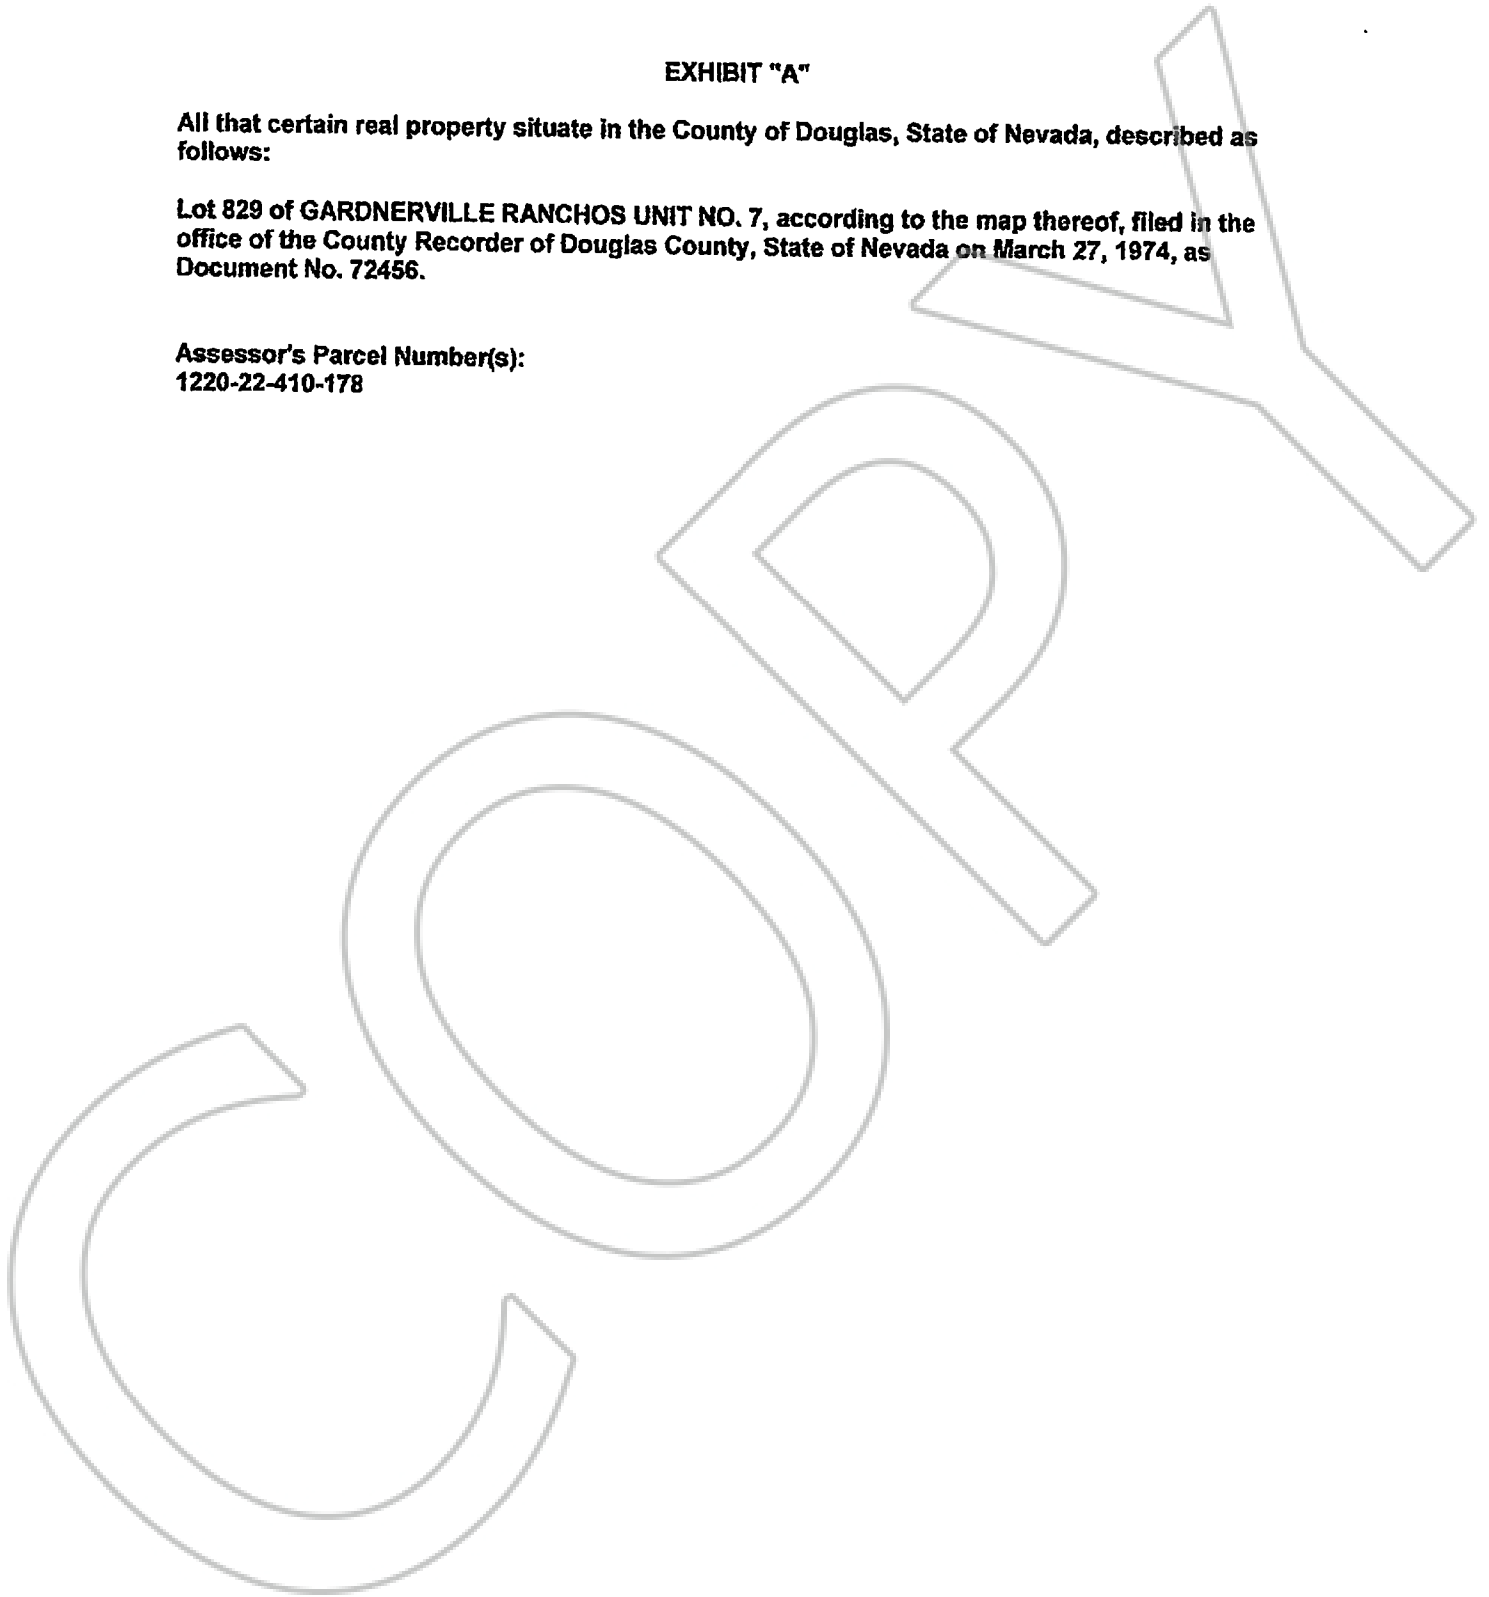 EXHIBIT "A"
All that certain real property situate in the County of Douglas, State of Nevada, described as
follows:
Lot 829 of GARDNERVILLE RANCHOS UNIT NO. 7, according to the map thereof, filed in the
office of the County Recorder of Douglas County, State of Nevada on March 27, 1974, as
Document No. 72456.
Assessor's Parcel Number(s):
1220-22-410-178
COPY